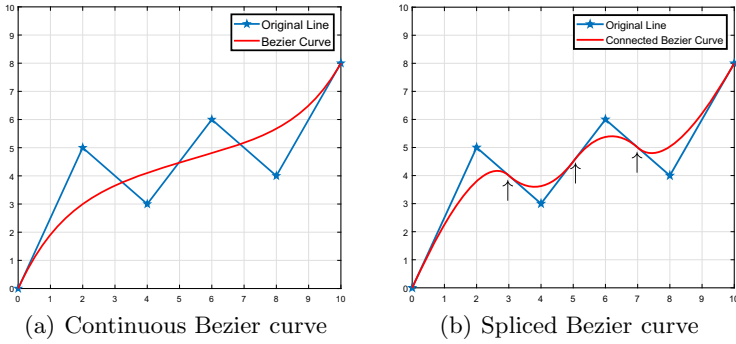 10
9
8
7
6
5
4
3
2
1
0
0 1 2 3 4 5 6 7 8 9 10
Original Line
Bezier Curve
(a) Continuous Bezier curve
10
9
8
7
6
5
4
3
2
1
0
0 1 2 3 4 5 6 7 8 9 10
Original Line
Connected Bezier Curve
(b) Spliced Bezier curve